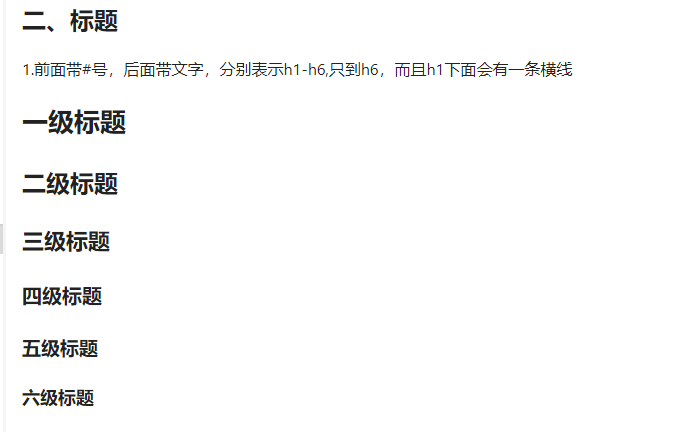 二、标题
1.前面带#号，后面带文字，分别表示h1-h6,只到h6，而且h1下面会有一条横线
一级标题
二级标题
三级标题
四级标题
五级标题
六级标题